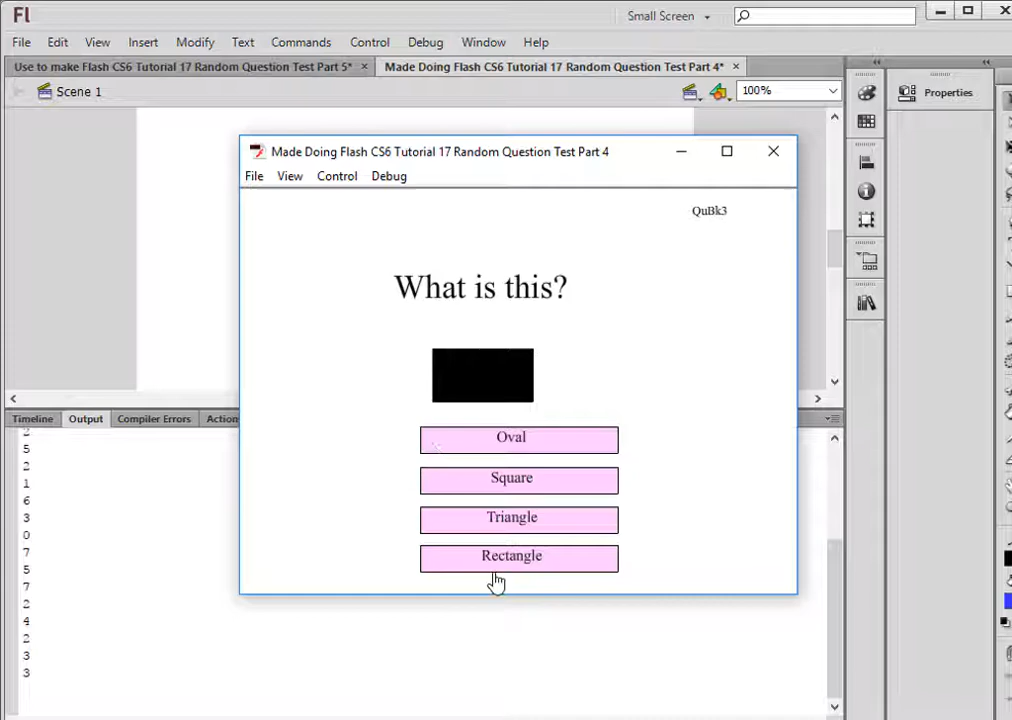 Fl
Small Screen
File Edit View Insert Modify Text Commands Control Debug Window Help
Use to make Flash CS6 Tutorial 17 Random Question Test Part 5* × Made Doing Flash CS6 Tutorial 17 Random Question Test Part 4* ×
Scene 1
100%
Properties
Made Doing Flash CS6 Tutorial 17 Random Question Test Part 4
File View Control Debug
QuBk3
What is this?
Oval
Square
Triangle
Rectangle
Timeline Output Compiler Errors Action
2
5
2
1
6
3
0
7
5
7
2
4
2
3
3